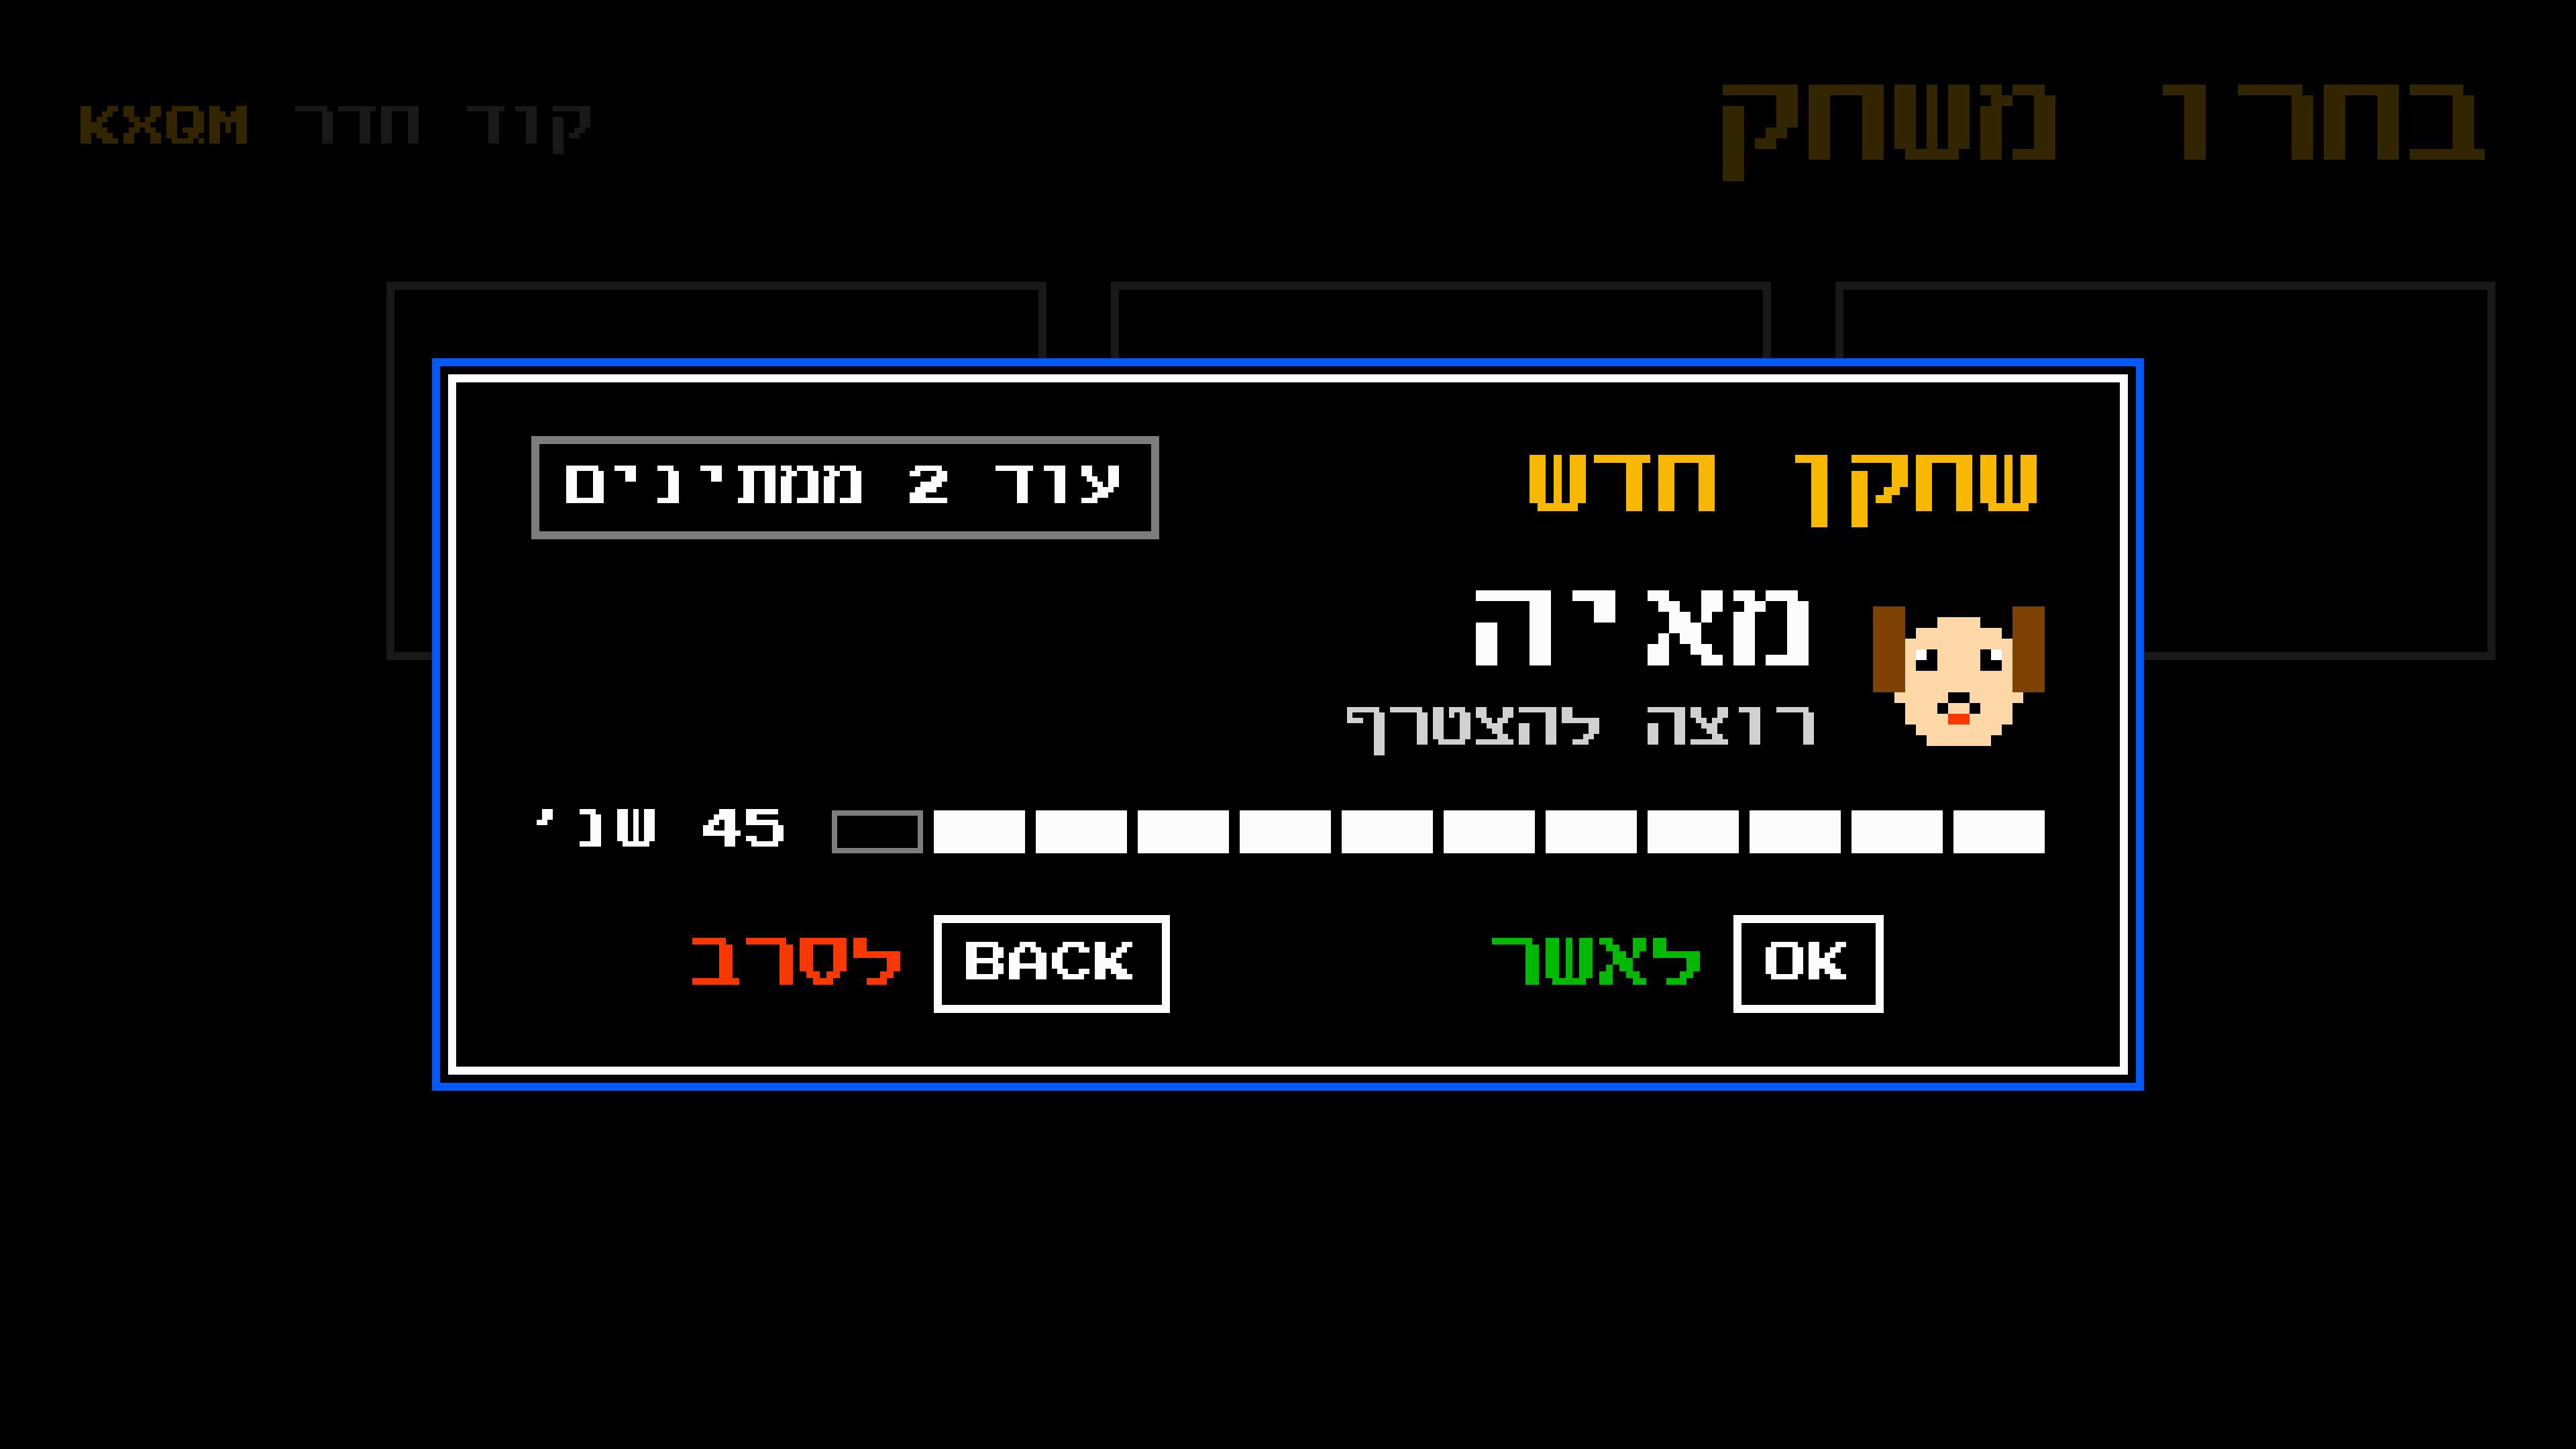 בחרו משחק
קוד חדר KXQM
שחקן חדש
עוד 2 ממתינים
מאיה
רוצה להצטרף
45 שנ׳
OK לאשר
BACK לסרב